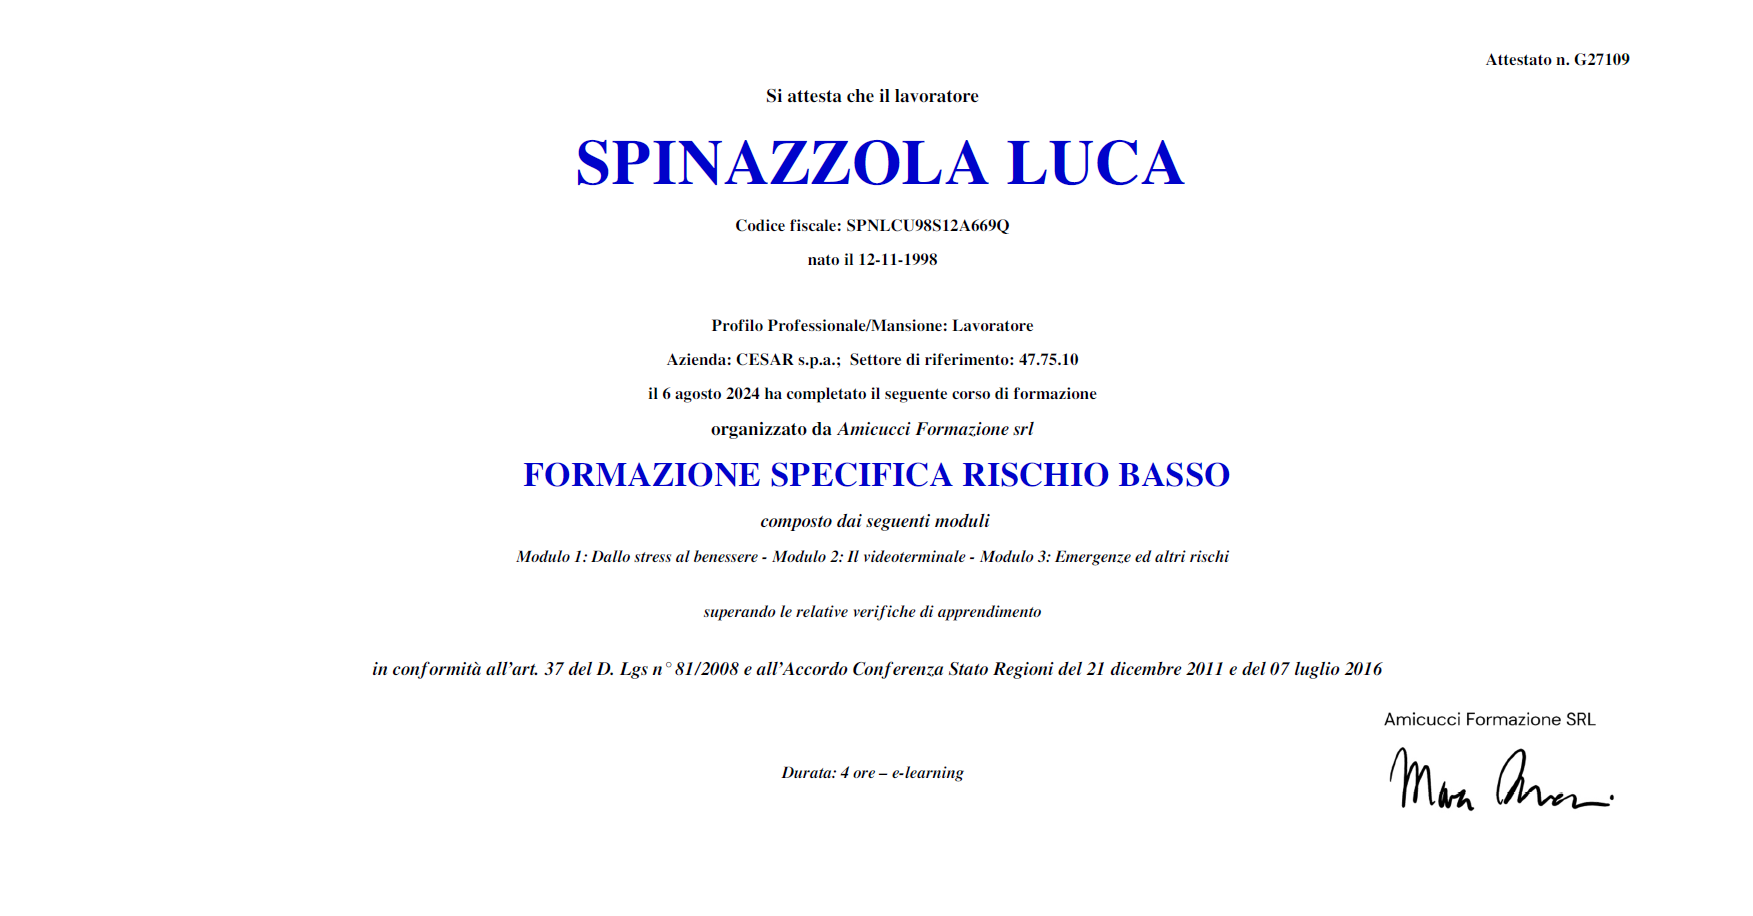 Attestato n. G27109
Si attesta che il lavoratore
SPINAZZOLA LUCA
Codice fiscale: SPNLCU98S12A669Q
nato il 12-11-1998
Profilo Professionale/Mansione: Lavoratore
Azienda: CESAR s.p.a.;  Settore di riferimento: 47.75.10
il 6 agosto 2024 ha completato il seguente corso di formazione
organizzato da Amicucci Formazione srl
FORMAZIONE SPECIFICA RISCHIO BASSO
composto dai seguenti moduli
Modulo 1: Dallo stress al benessere - Modulo 2: Il videoterminale - Modulo 3: Emergenze ed altri rischi
superando le relative verifiche di apprendimento
in conformità all’art. 37 del D. Lgs n° 81/2008 e all’Accordo Conferenza Stato Regioni del 21 dicembre 2011 e del 07 luglio 2016
Amicucci Formazione SRL
Durata: 4 ore – e-learning